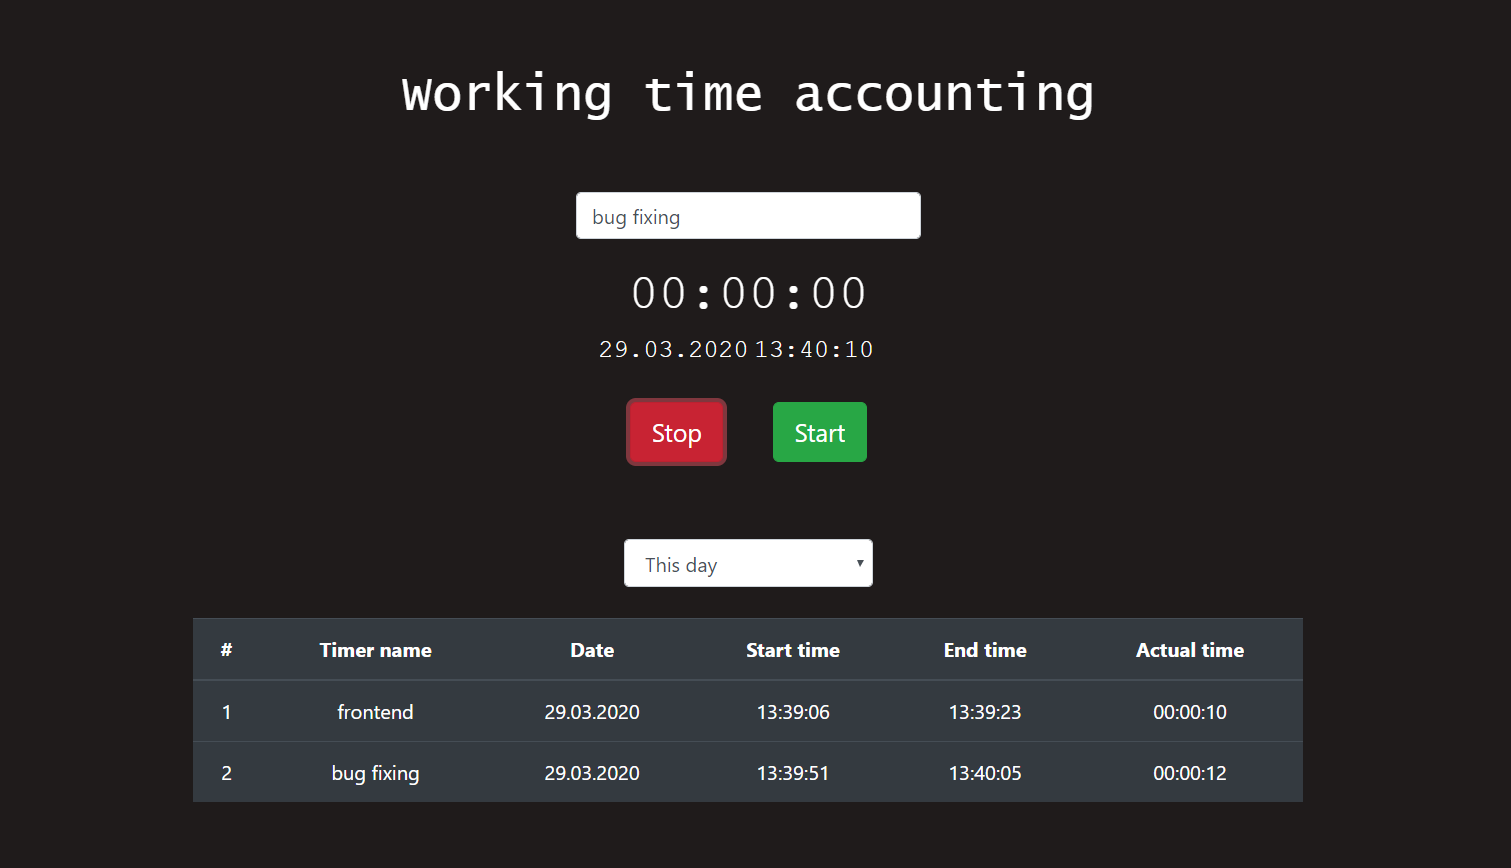 Working time accounting
bug fixing
00:00:00
29.03.2020 13:40:10
Stop Start
This day
# Timer name Date Start time End time Actual time
1 frontend 29.03.2020 13:39:06 13:39:23 00:00:10
2 bug fixing 29.03.2020 13:39:51 13:40:05 00:00:12